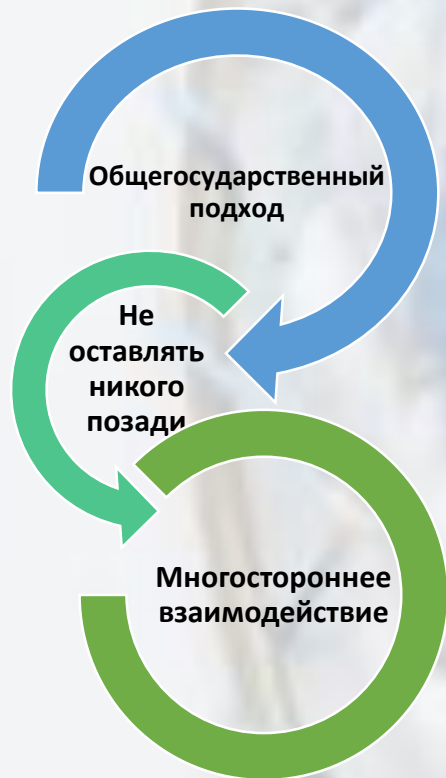 Общегосударственный
подход
Не
оставлять
никого
позади
Многостороннее
взаимодействие